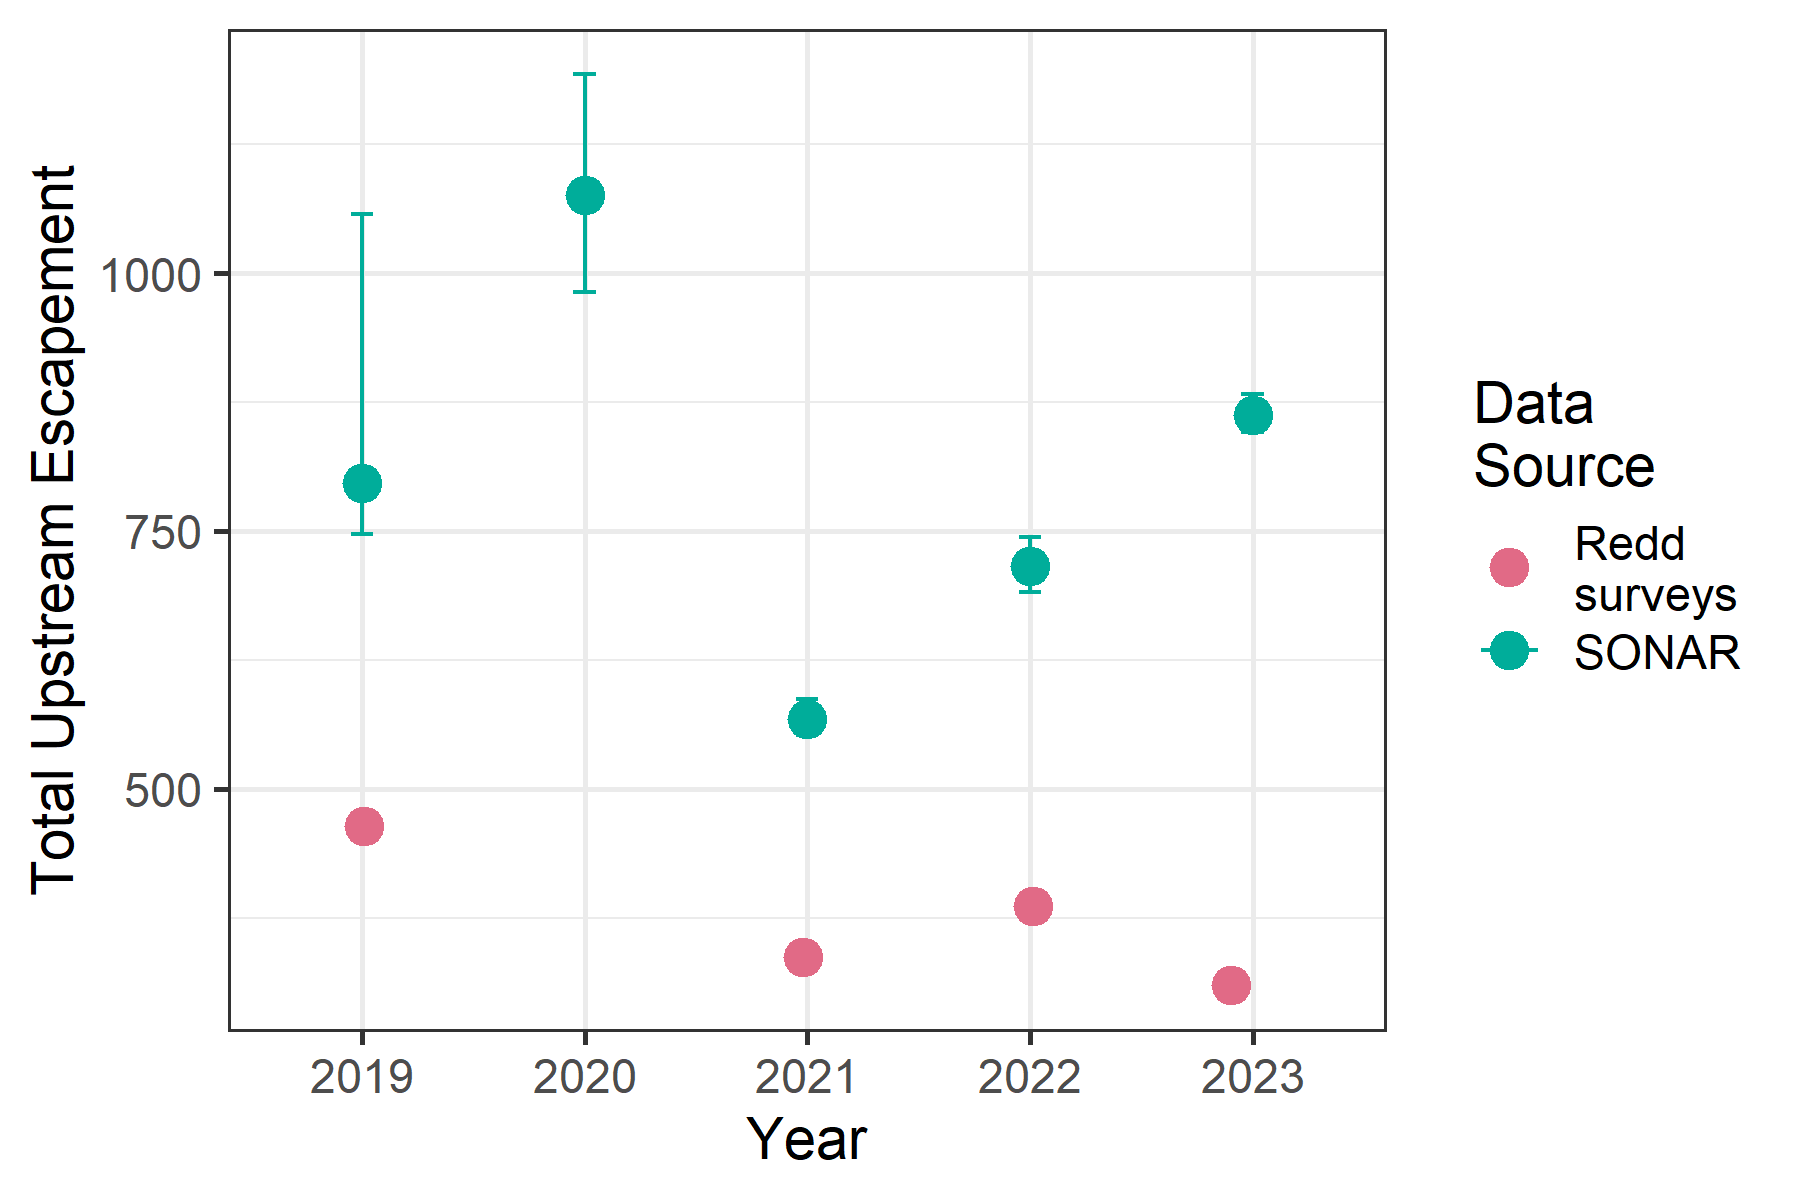 Total Upstream Escapement
1000
750
500
2019
2020
2021
2022
2023
Year
Data
Source
Redd
surveys
SONAR